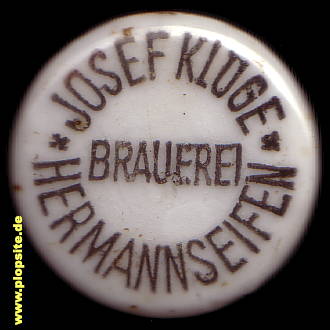 * JOSEF KLUGE *
BRAUEREI
HERMANNSEIFEN
www.plopsite.de